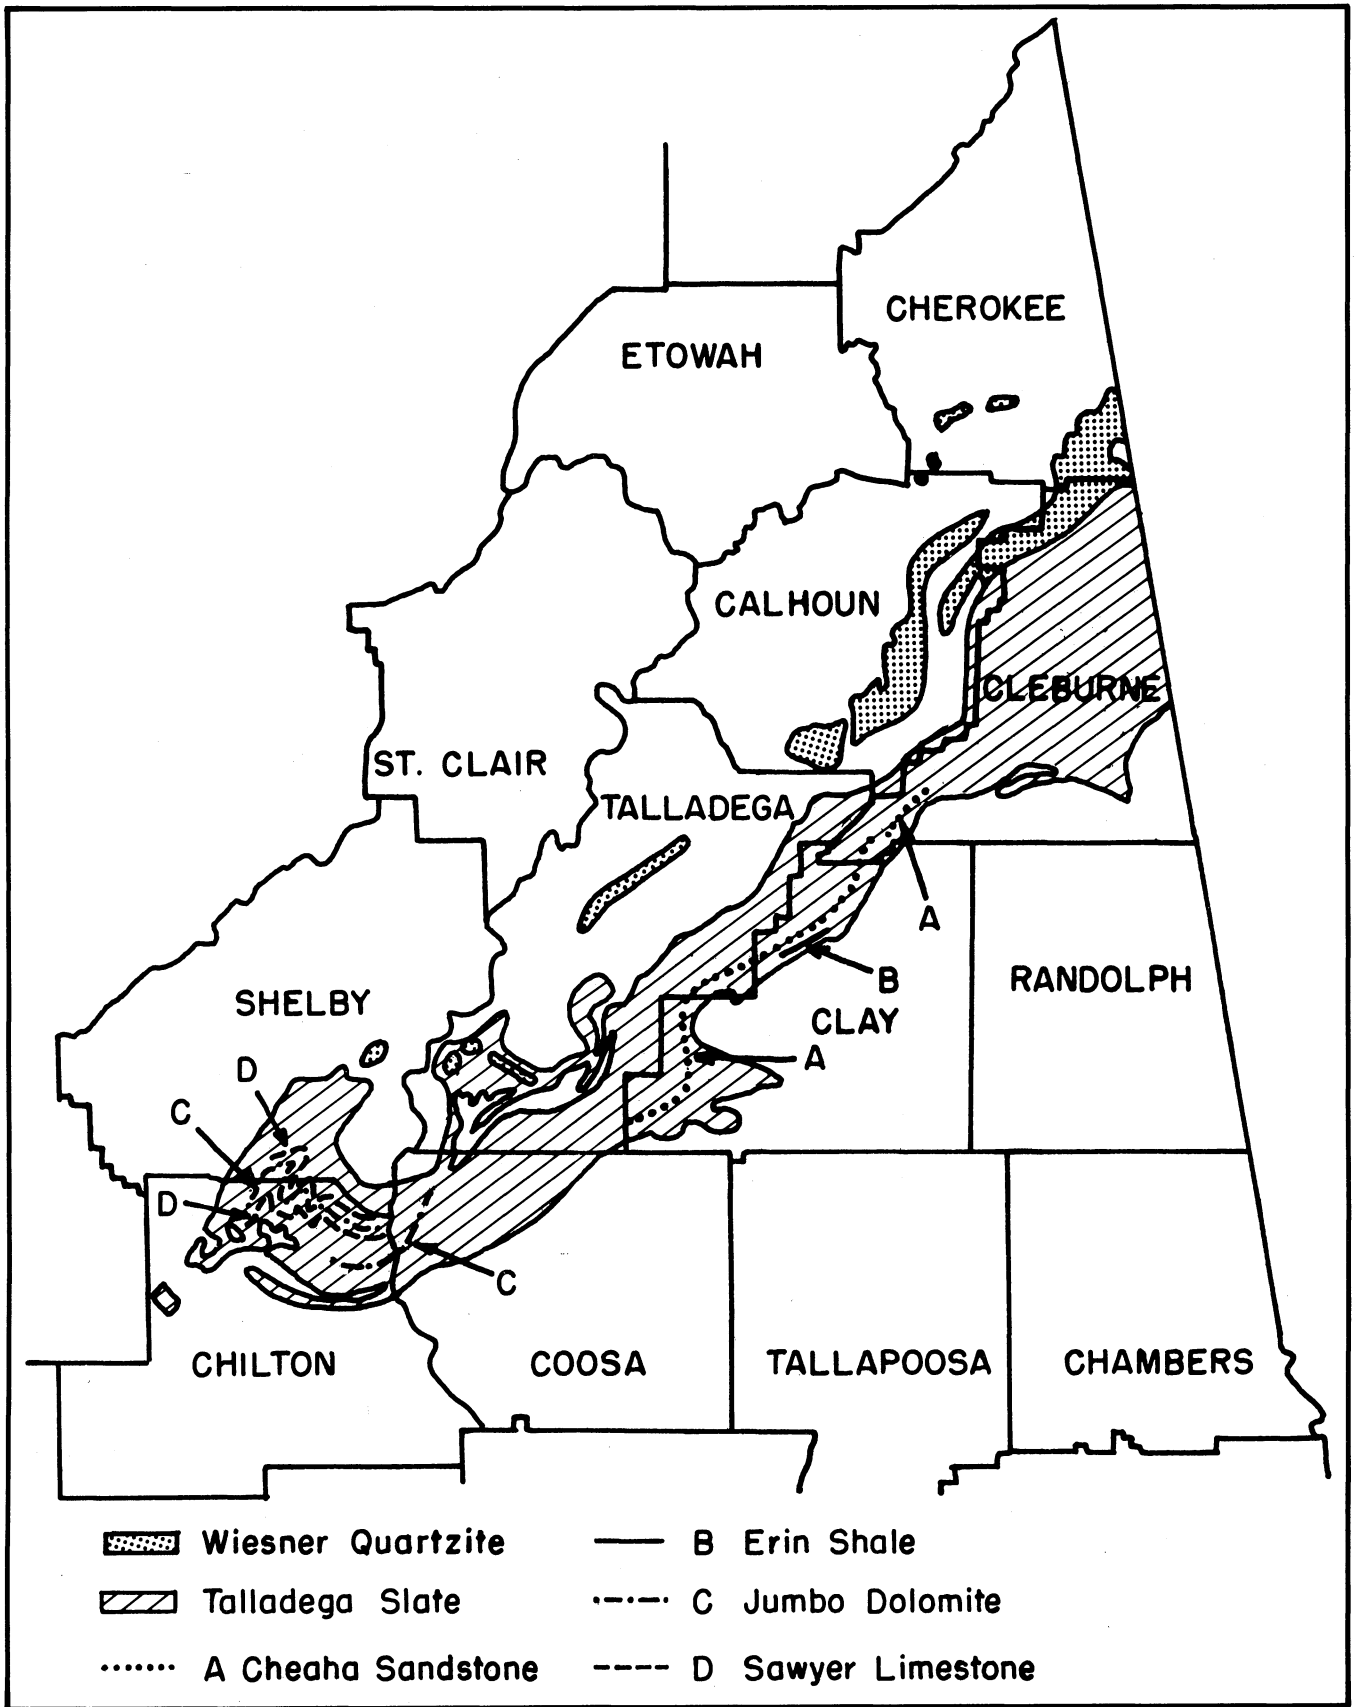 CHEROKEE
ETOWAH
CALHOUN
CLEBURNE
ST. CLAIR
TALLADEGA
A
B
RANDOLPH
SHELBY
CLAY
A
D
C
D
C
CHILTON
COOSA
TALLAPOOSA
CHAMBERS
Wiesner Quartzite
B Erin Shale
Talladega Slate
C Jumbo Dolomite
A Cheaha Sandstone
D Sawyer Limestone